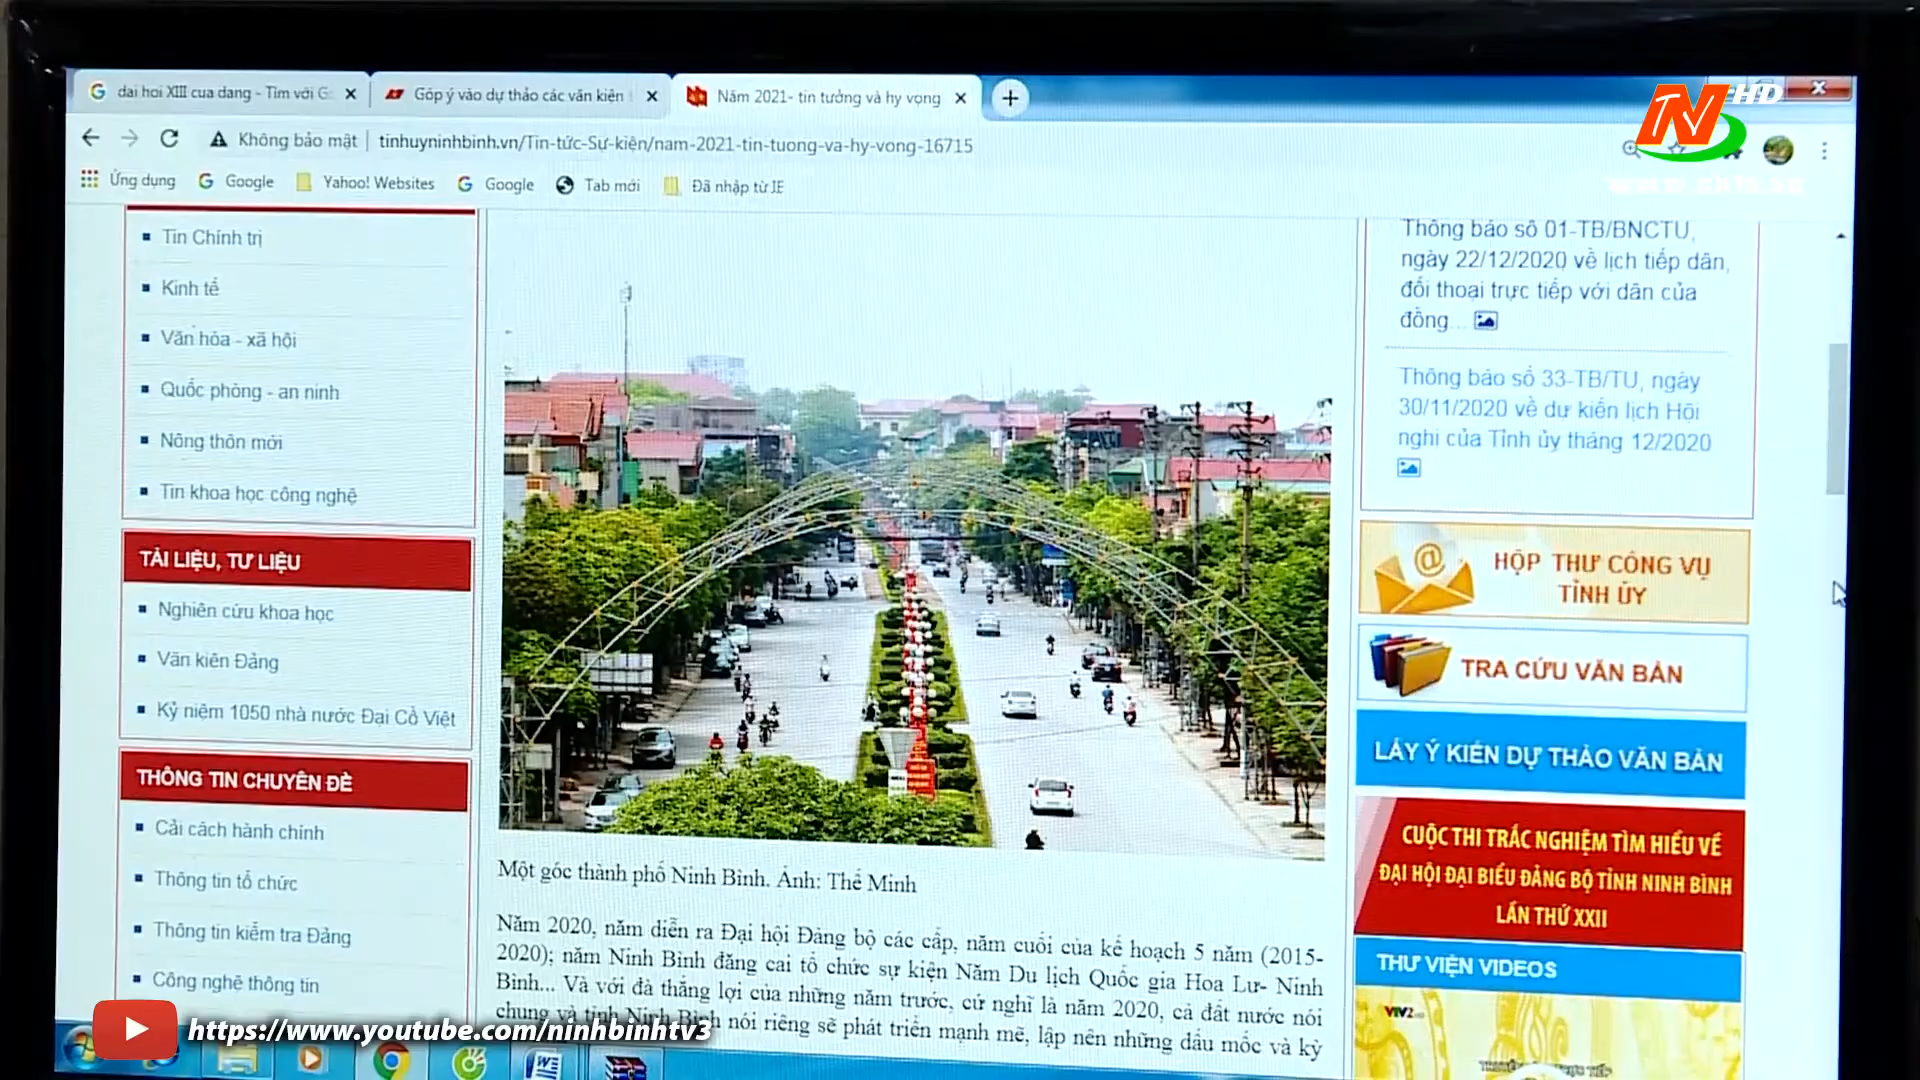 dai hoi XIII cua dang - Tìm với G
Góp ý vào dự thảo các văn kiện
Năm 2021- tin tưởng và hy vọng
Không bảo mật
tinhuyninhbinh.vn/Tin-tức-Sự-kiện/nam-2021-tin-tuong-va-hy-vong-16715
Ứng dụng
Google
Yahoo! Websites
Google
Tab mới
Đã nhập từ IE
NTV HD
Tin Chính trị
Kinh tế
Văn hóa - xã hội
Quốc phòng - an ninh
Nông thôn mới
Tin khoa học công nghệ
TÀI LIỆU, TƯ LIỆU
Nghiên cứu khoa học
Văn kiện Đảng
Kỷ niệm 1050 nhà nước Đại Cồ Việt
THÔNG TIN CHUYÊN ĐỀ
Cải cách hành chính
Thông tin tổ chức
Thông tin kiểm tra Đảng
Công nghệ thông tin
Một góc thành phố Ninh Bình. Ảnh: Thế Minh
Năm 2020, năm diễn ra Đại hội Đảng bộ các cấp, năm cuối của kế hoạch 5 năm (2015-
2020); năm Ninh Bình đăng cai tổ chức sự kiện Năm Du lịch Quốc gia Hoa Lư- Ninh
Bình... Và với đà thắng lợi của những năm trước, cứ nghĩ là năm 2020, cả đất nước nói
chung và tỉnh Ninh Bình nói riêng sẽ phát triển mạnh mẽ, lập nên những dấu mốc và kỳ
Thông báo số 01-TB/BNCTU,
ngày 22/12/2020 về lịch tiếp dân,
đối thoại trực tiếp với dân của
đồng...
Thông báo số 33-TB/TU, ngày
30/11/2020 về dự kiến lịch Hội
nghị của Tỉnh ủy tháng 12/2020
HỘP THƯ CÔNG VỤ
TỈNH ỦY
TRA CỨU VĂN BẢN
LẤY Ý KIẾN DỰ THẢO VĂN BẢN
CUỘC THI TRẮC NGHIỆM TÌM HIỂU VỀ
ĐẠI HỘI ĐẠI BIỂU ĐẢNG BỘ TỈNH NINH BÌNH
LẦN THỨ XXII
THƯ VIỆN VIDEOS
VTV2
https://www.youtube.com/ninhbinhtv3